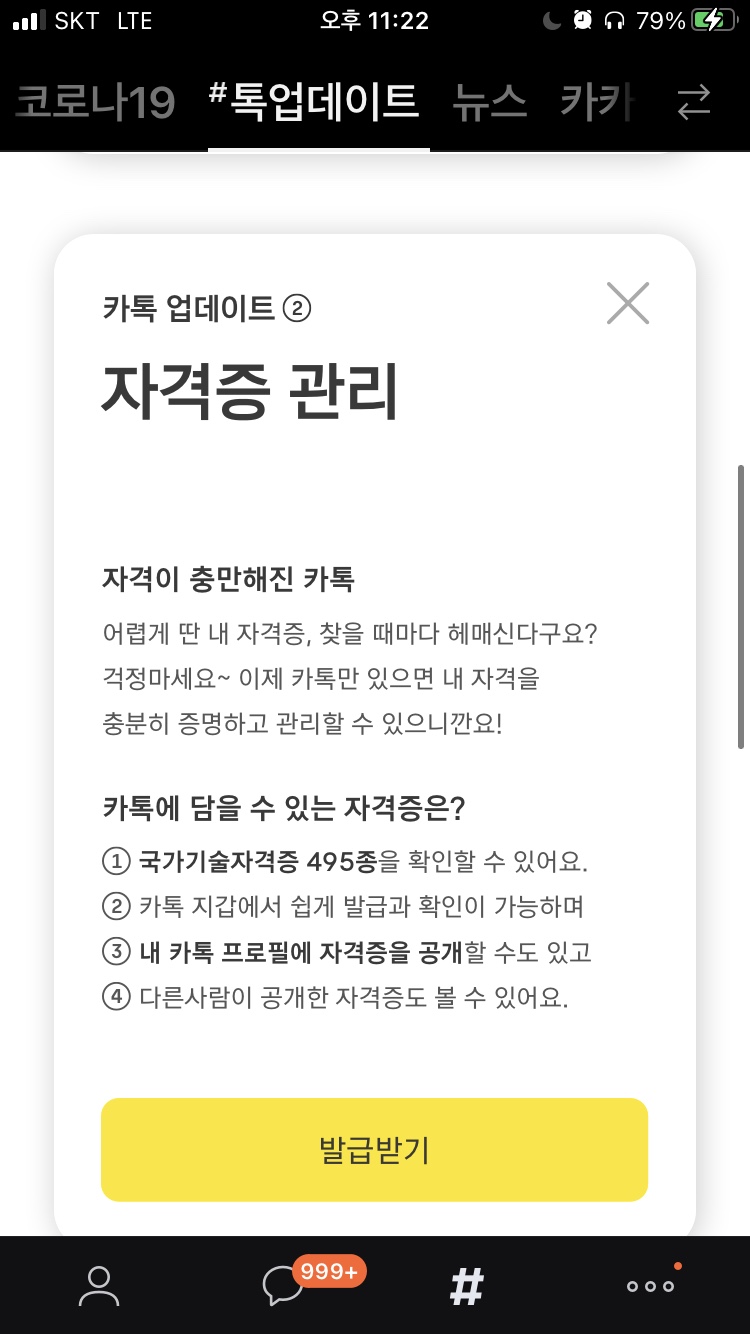 SKT LTE 오후 11:22 79%
코로나19 #톡업데이트 뉴스 카카
카톡 업데이트 ②
자격증 관리
자격이 충만해진 카톡
어렵게 딴 내 자격증, 찾을 때마다 헤매신다구요?
걱정마세요~ 이제 카톡만 있으면 내 자격을
충분히 증명하고 관리할 수 있으니깐요!
카톡에 담을 수 있는 자격증은?
① 국가기술자격증 495종을 확인할 수 있어요.
② 카톡 지갑에서 쉽게 발급과 확인이 가능하며
③ 내 카톡 프로필에 자격증을 공개할 수도 있고
④ 다른사람이 공개한 자격증도 볼 수 있어요.
발급받기
999+ #